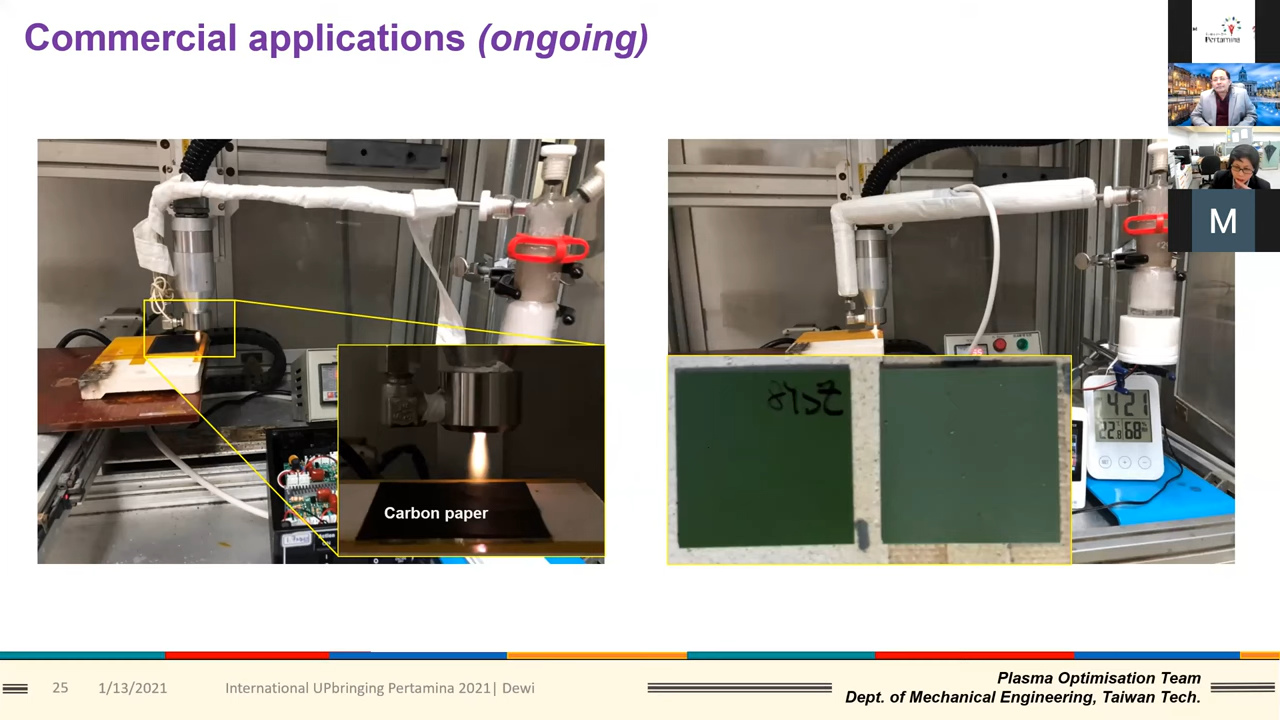 Commercial applications (ongoing)
Pertamina
M
Carbon paper
25
1/13/2021
International UPbringing Pertamina 2021| Dewi
Plasma Optimisation Team
Dept. of Mechanical Engineering, Taiwan Tech.